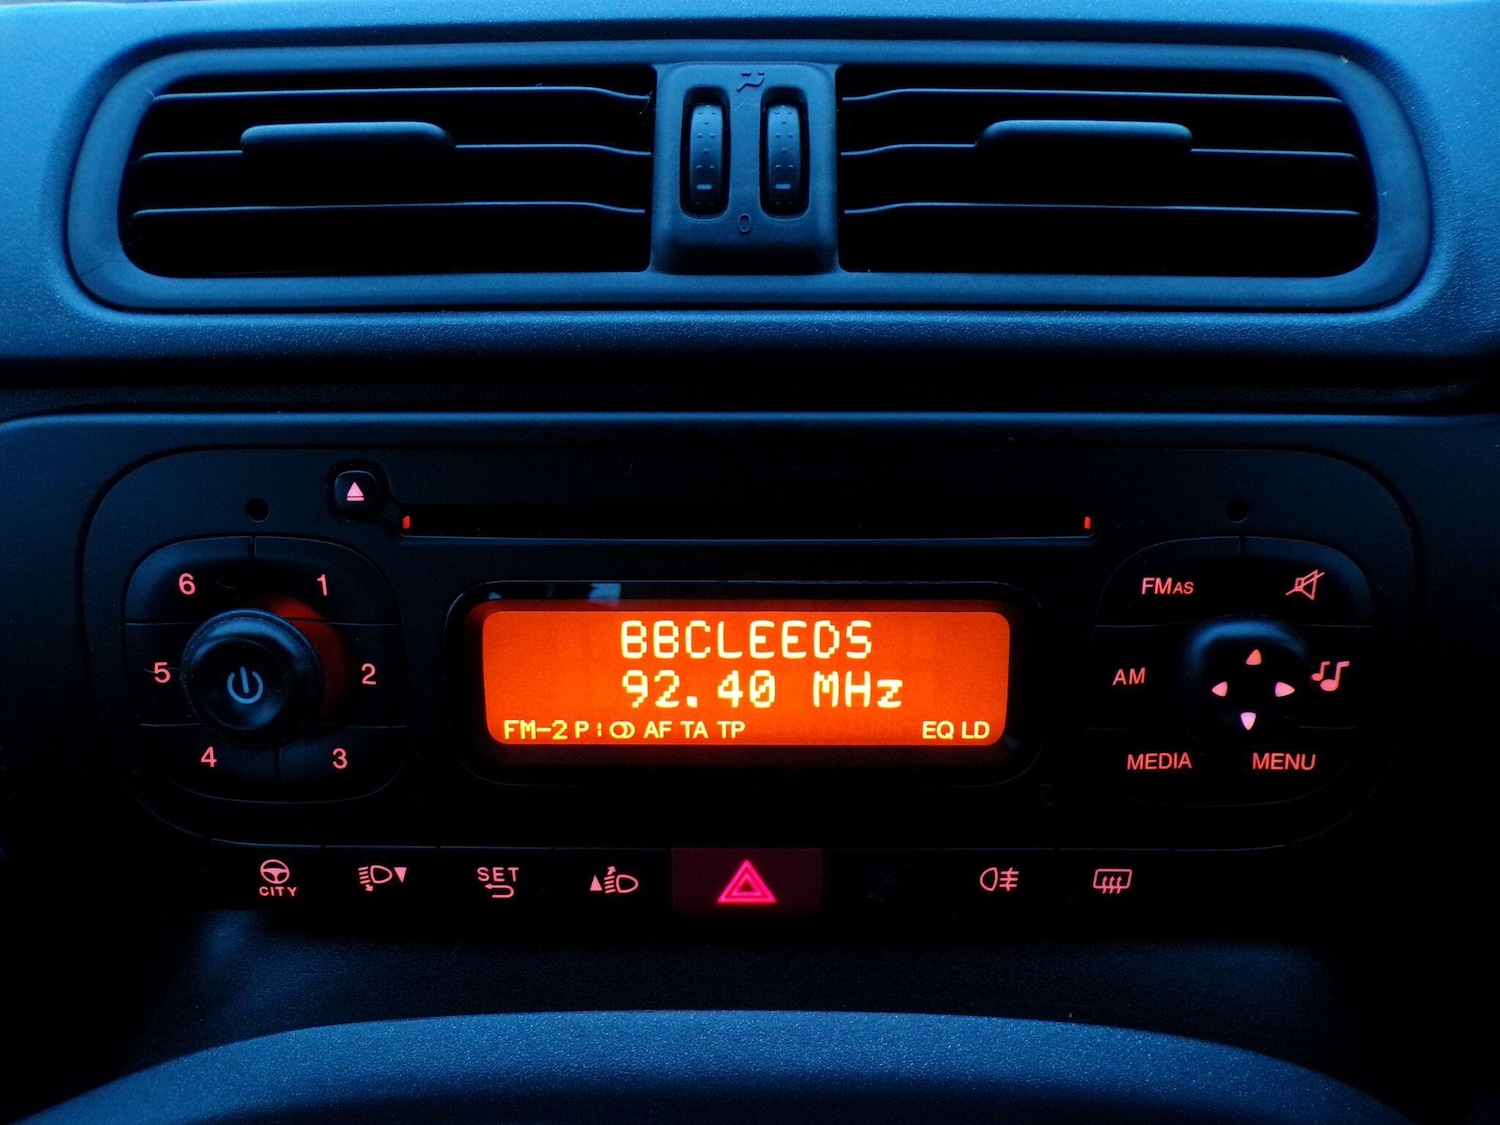 6 1
5 2
4 3
BBCLEEDS
92.40 MHz
FM-2 P: AF TA TP EQ LD
FMAS
AM
MEDIA MENU
CITY
SET
0